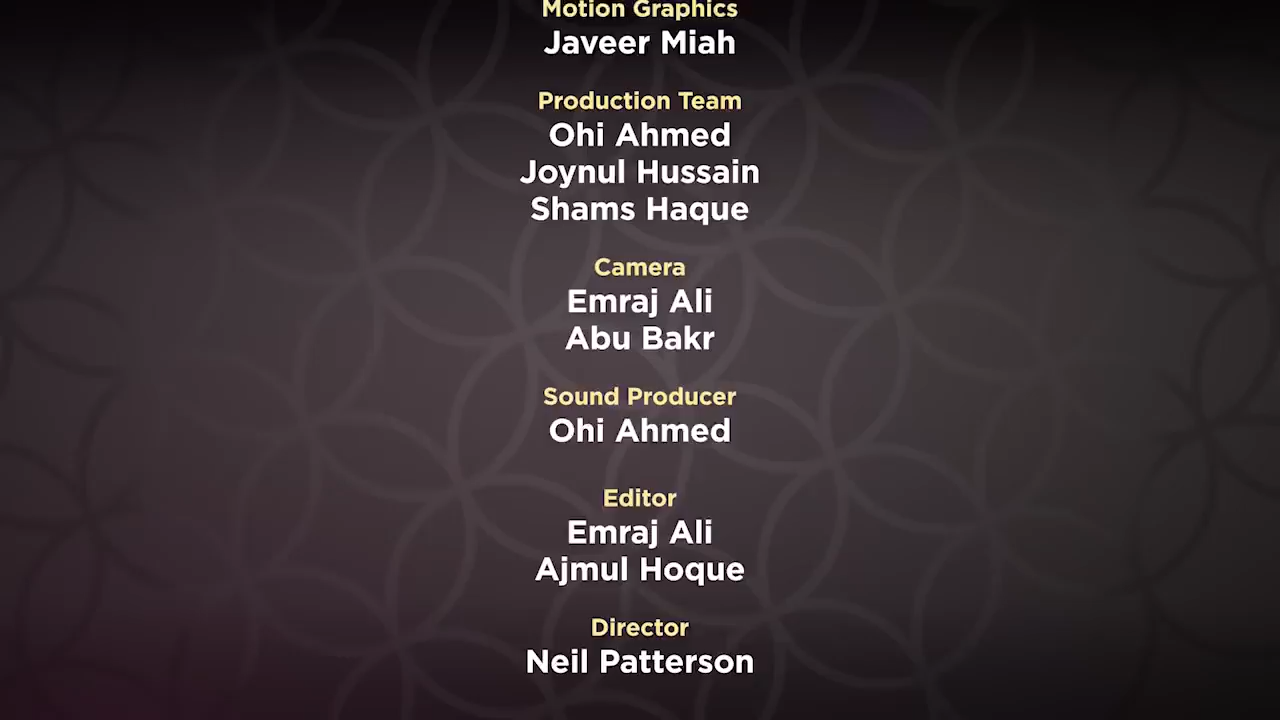 Motion Graphics
Javeer Miah
Production Team
Ohi Ahmed
Joynul Hussain
Shams Haque
Camera
Emraj Ali
Abu Bakr
Sound Producer
Ohi Ahmed
Editor
Emraj Ali
Ajmul Hoque
Director
Neil Patterson